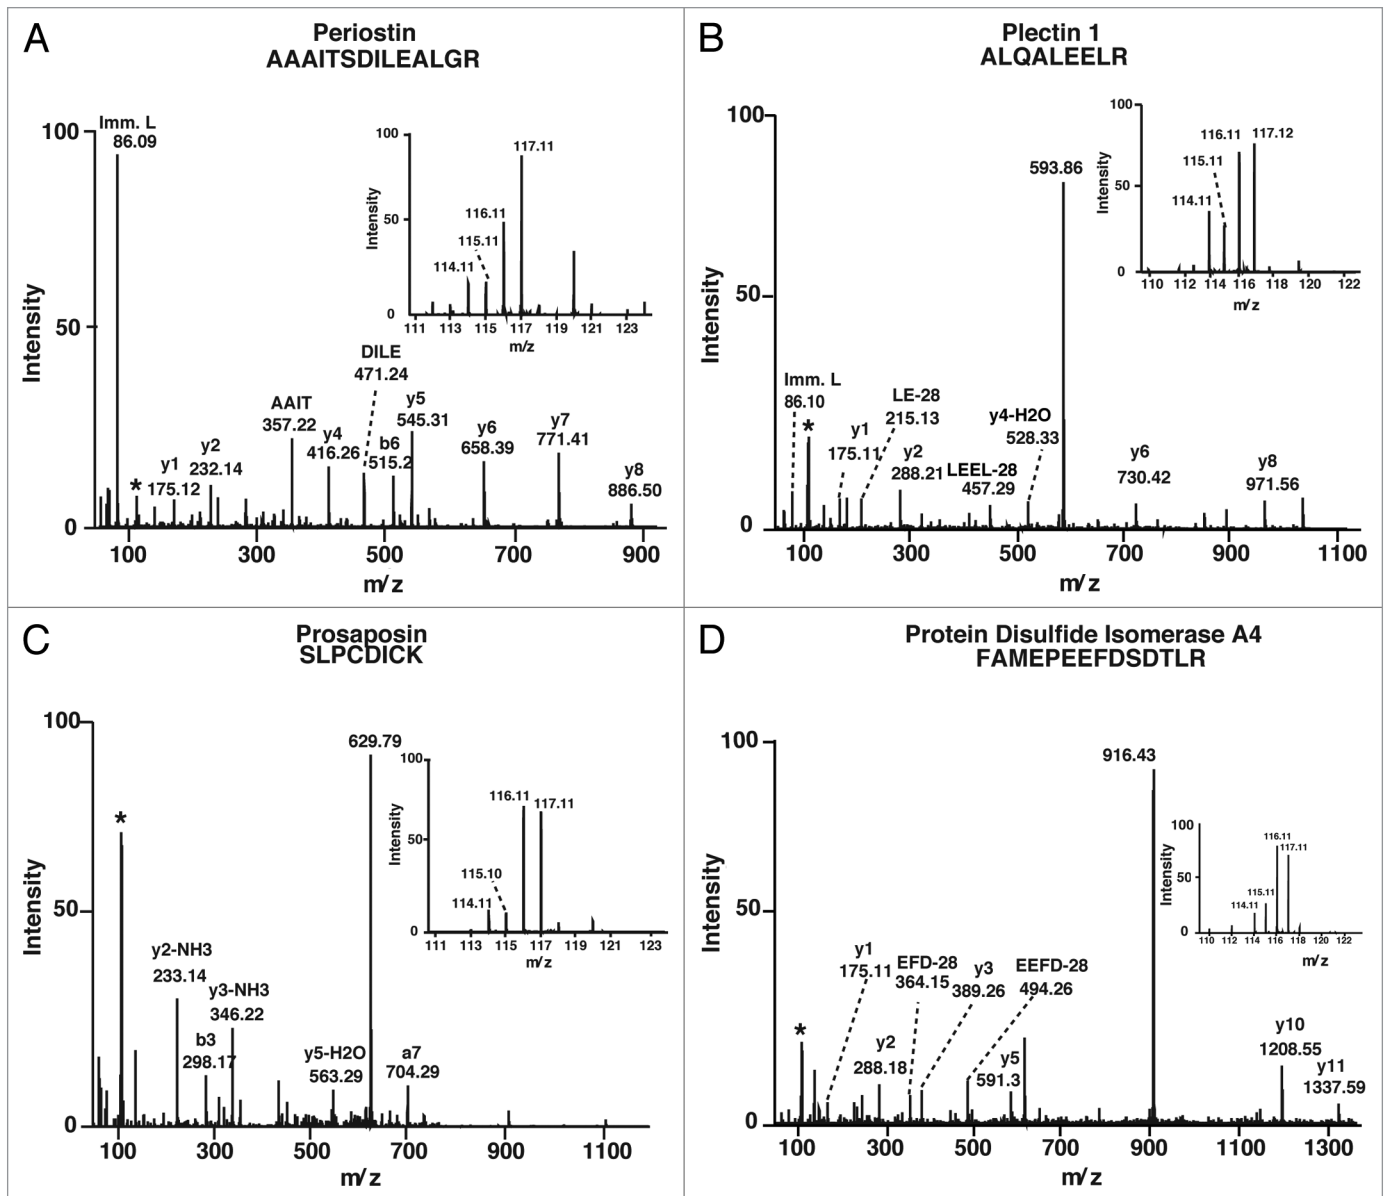 A
Periostin
AAAITSDILEALGR
Imm. L
86.09
100
50
0
Intensity
AAIT
357.22
y1
175.12
y2
232.14
*
y4
416.26
DILE
471.24
b6
515.2
y5
545.31
y6
658.39
y7
771.41
y8
886.50
100 300 500 700 900
m/z
100
50
0
Intensity
114.11
115.11
116.11
117.11
111 113 115 117 119 121 123
m/z
B
Plectin 1
ALQALEELR
100
50
0
Intensity
Imm. L
86.10
*
y1
175.11
LE-28
215.13
y2
288.21
LEEL-28
457.29
y4-H2O
528.33
593.86
y6
730.42
y8
971.56
100 300 500 700 900 1100
m/z
100
50
0
Intensity
114.11
115.11
116.11
117.12
110 112 114 116 118 120 122
m/z
C
Prosaposin
SLPCDICK
100
50
0
Intensity
*
y2-NH3
233.14
b3
298.17
y3-NH3
346.22
y5-H2O
563.29
629.79
a7
704.29
100 300 500 700 900 1100
m/z
100
50
0
Intensity
114.11
115.10
116.11
117.11
111 113 115 117 119 121 123
m/z
D
Protein Disulfide Isomerase A4
FAMEPEEFDSDTLR
100
50
0
Intensity
*
y1
175.11
y2
288.18
EFD-28
364.15
y3
389.26
EEFD-28
494.26
y5
591.3
916.43
y10
1208.55
y11
1337.59
100 300 500 700 900 1100 1300
m/z
100
50
0
Intensity
114.11
115.11
116.11
117.11
110 112 114 116 118 120 122
m/z